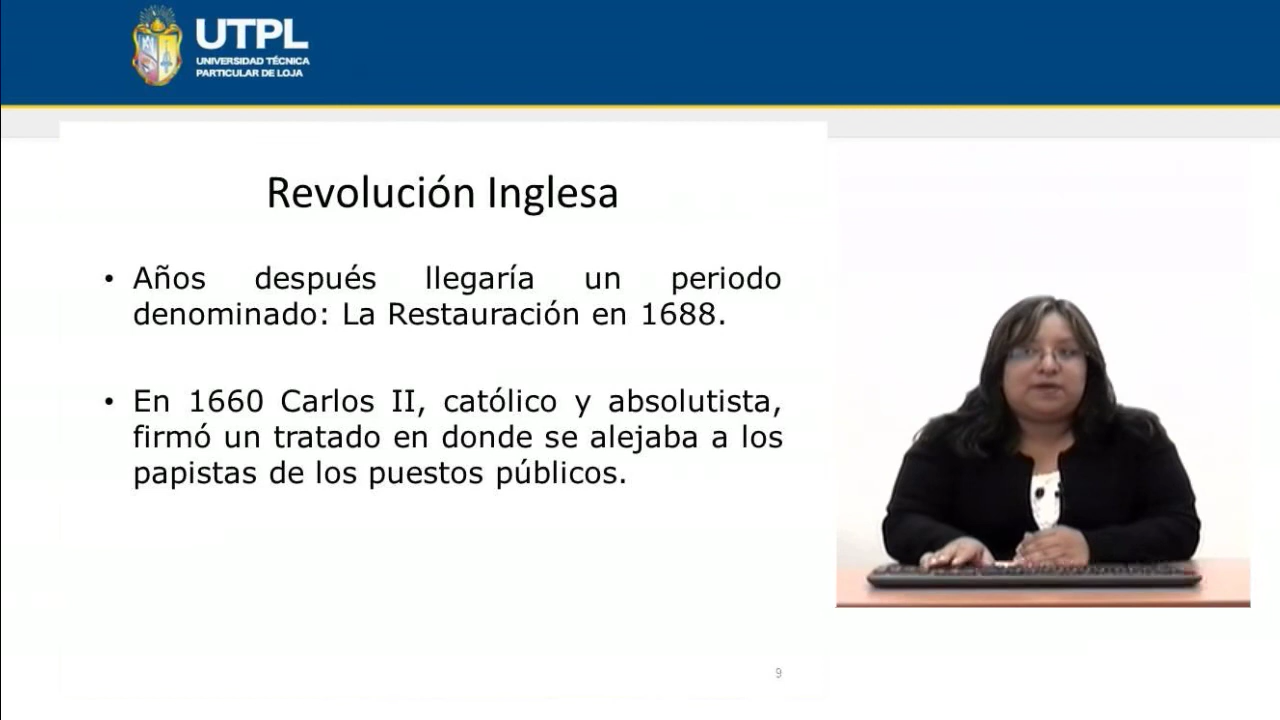 UTPL
UNIVERSIDAD TÉCNICA
PARTICULAR DE LOJA
Revolución Inglesa
• Años después llegaría un periodo
denominado: La Restauración en 1688.
• En 1660 Carlos II, católico y absolutista,
firmó un tratado en donde se alejaba a los
papistas de los puestos públicos.
9